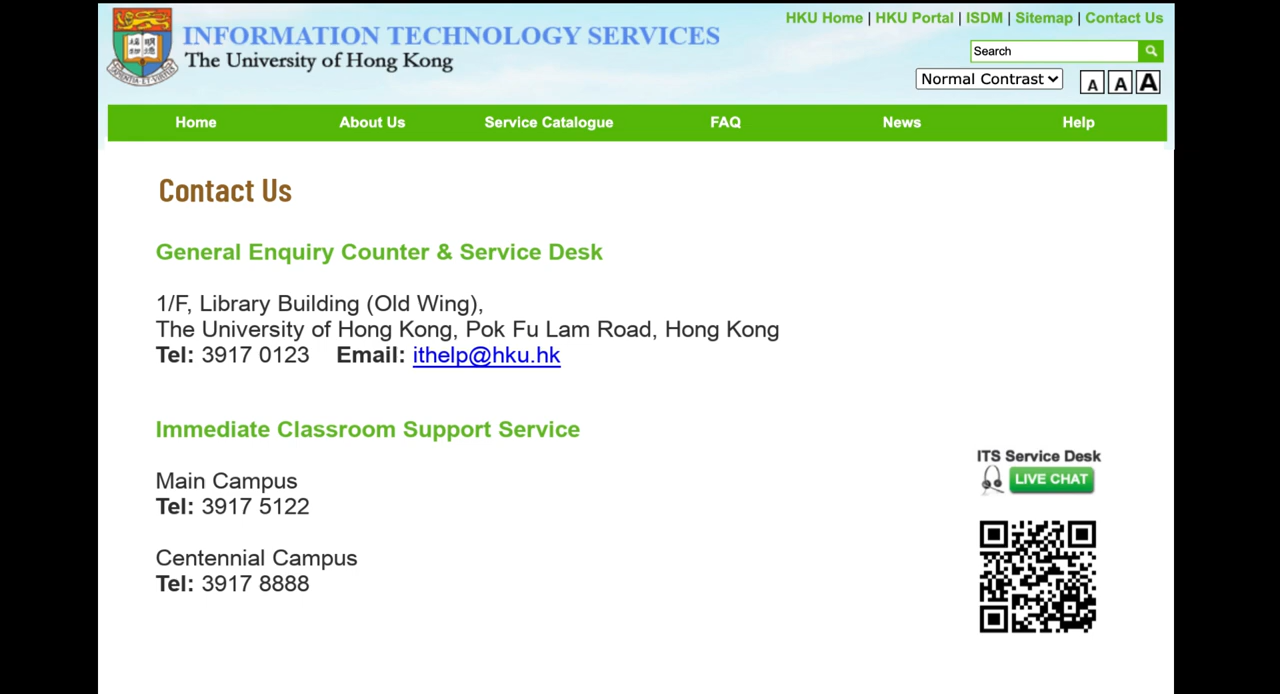 HKU Home | HKU Portal | ISDM | Sitemap | Contact Us
INFORMATION TECHNOLOGY SERVICES
The University of Hong Kong
Search
Normal Contrast
A A A
Home About Us Service Catalogue FAQ News Help
Contact Us
General Enquiry Counter & Service Desk
1/F, Library Building (Old Wing),
The University of Hong Kong, Pok Fu Lam Road, Hong Kong
Tel: 3917 0123 Email: ithelp@hku.hk
Immediate Classroom Support Service
Main Campus
Tel: 3917 5122
Centennial Campus
Tel: 3917 8888
ITS Service Desk
LIVE CHAT